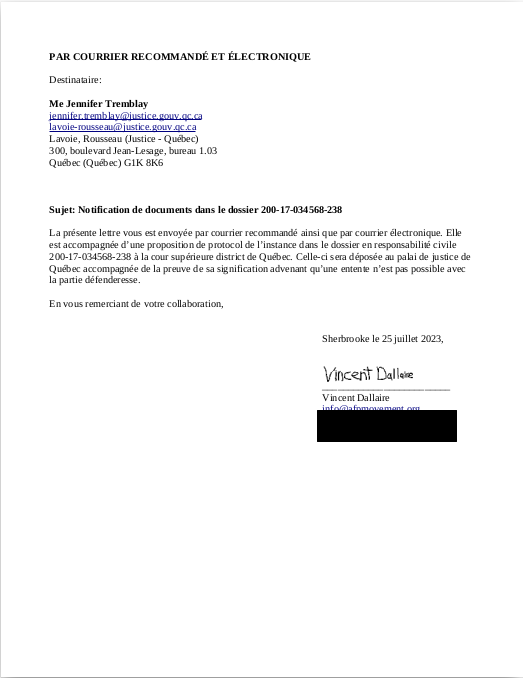 PAR COURRIER RECOMMANDÉ ET ÉLECTRONIQUE
Destinataire:
Me Jennifer Tremblay
jennifer.tremblay@justice.gouv.qc.ca
lavoie-rousseau@justice.gouv.qc.ca
Lavoie, Rousseau (Justice - Québec)
300, boulevard Jean-Lesage, bureau 1.03
Québec (Québec) G1K 8K6
Sujet: Notification de documents dans le dossier 200-17-034568-238
La présente lettre vous est envoyée par courrier recommandé ainsi que par courrier électronique. Elle
est accompagnée d’une proposition de protocol de l’instance dans le dossier en responsabilité civile
200-17-034568-238 à la cour supérieure district de Québec. Celle-ci sera déposée au palai de justice de
Québec accompagnée de la preuve de sa signification advenant qu’une entente n’est pas possible avec
la partie défenderesse.
En vous remerciant de votre collaboration,
Sherbrooke le 25 juillet 2023,
Vincent Dallaire
Vincent Dallaire
info@afpmovement.org